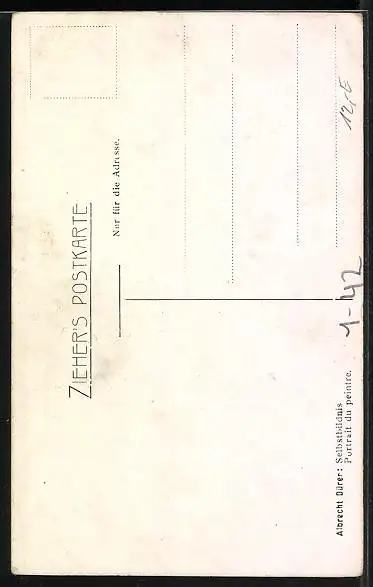 ZIEHER'S POSTKARTE
Nur für die Adresse.
Albrecht Dürer: Selbstbildnis
Portrait du peintre.
12,-E
1-42